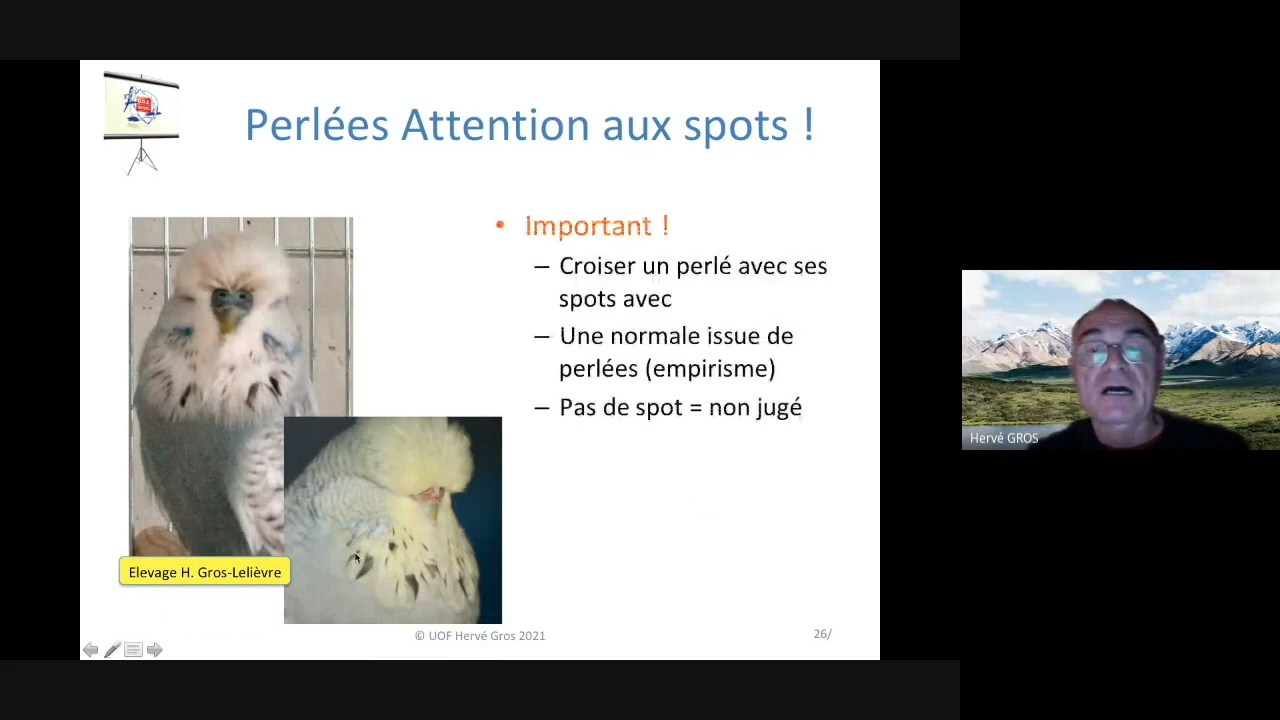 Perlées Attention aux spots !
• Important !
– Croiser un perlé avec ses
spots avec
– Une normale issue de
perlées (empirisme)
– Pas de spot = non jugé
Elevage H. Gros-Lelièvre
© UOF Hervé Gros 2021
26/
Hervé GROS